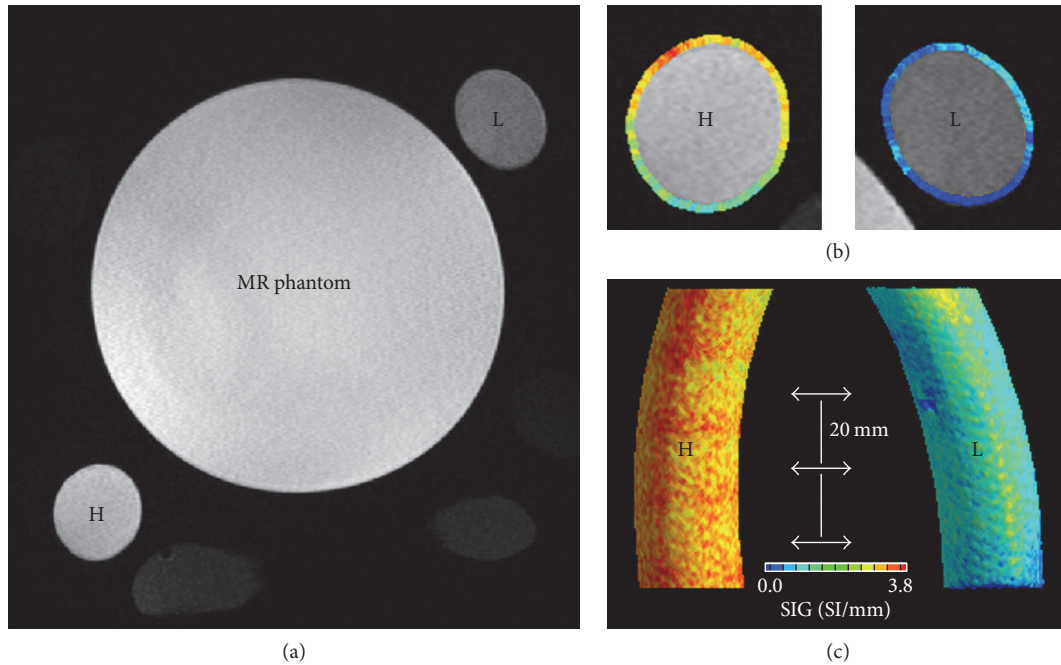 L
MR phantom
H
(a)
H
L
(b)
H
20 mm
L
0.0
3.8
SIG (SI/mm)
(c)